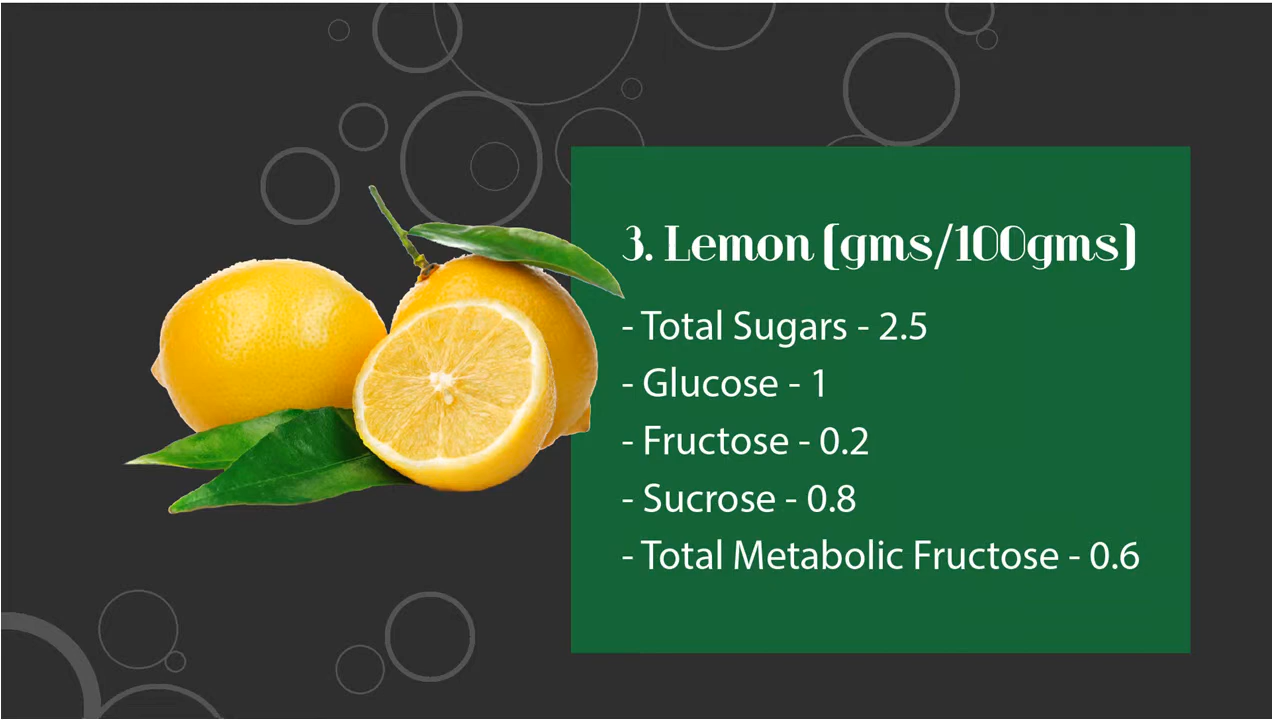 3. Lemon (gms/100gms)
- Total Sugars - 2.5
- Glucose - 1
- Fructose - 0.2
- Sucrose - 0.8
- Total Metabolic Fructose - 0.6